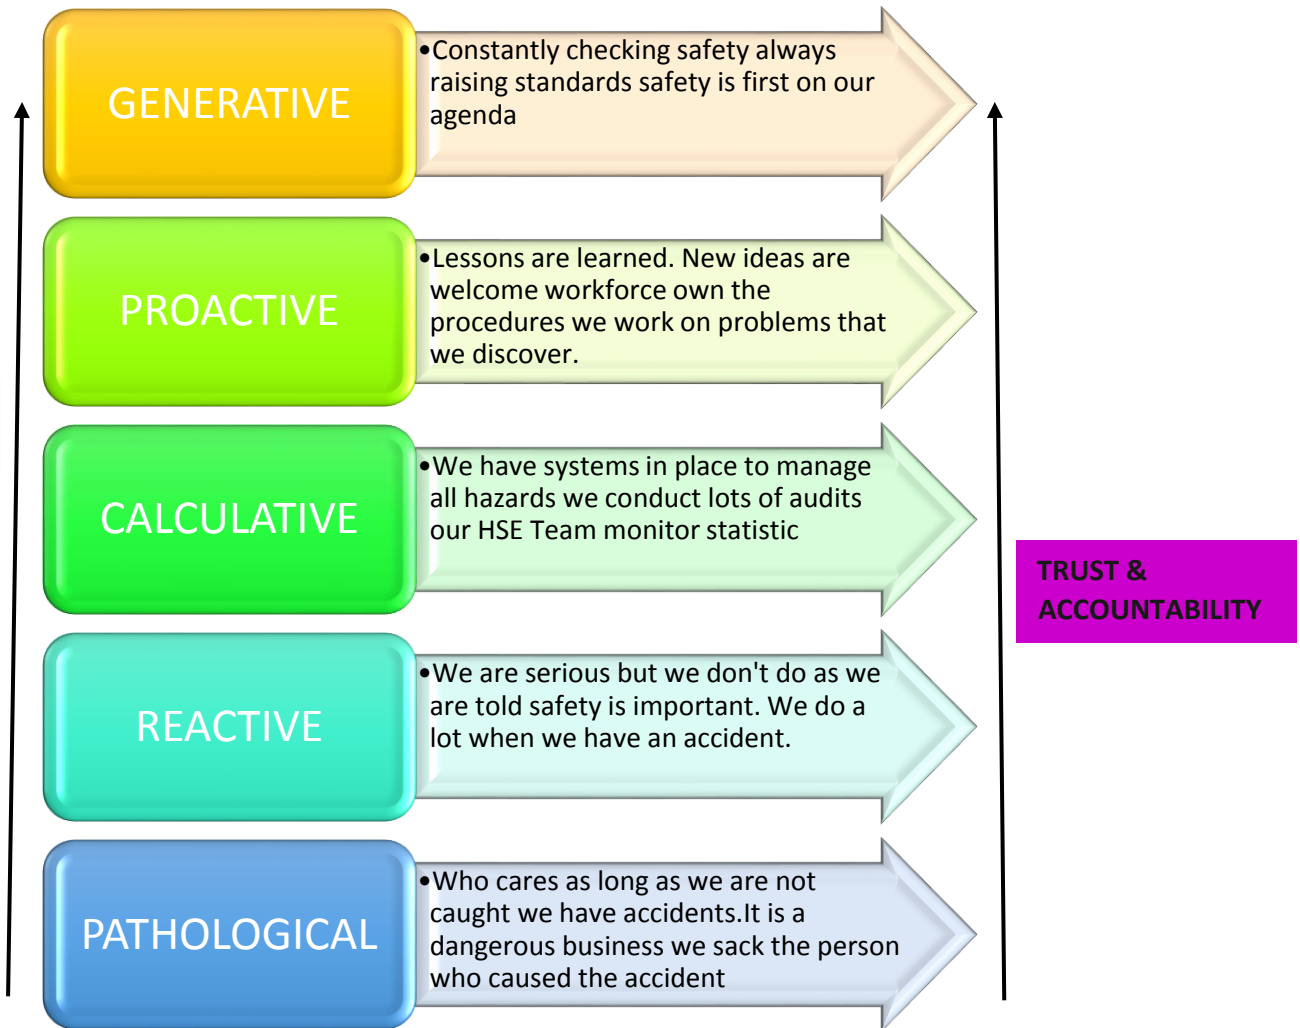 GENERATIVE
•Constantly checking safety always
raising standards safety is first on our
agenda
PROACTIVE
•Lessons are learned. New ideas are
welcome workforce own the
procedures we work on problems that
we discover.
CALCULATIVE
•We have systems in place to manage
all hazards we conduct lots of audits
our HSE Team monitor statistic
TRUST &
ACCOUNTABILITY
REACTIVE
•We are serious but we don't do as we
are told safety is important. We do a
lot when we have an accident.
PATHOLOGICAL
•Who cares as long as we are not
caught we have accidents.It is a
dangerous business we sack the person
who caused the accident